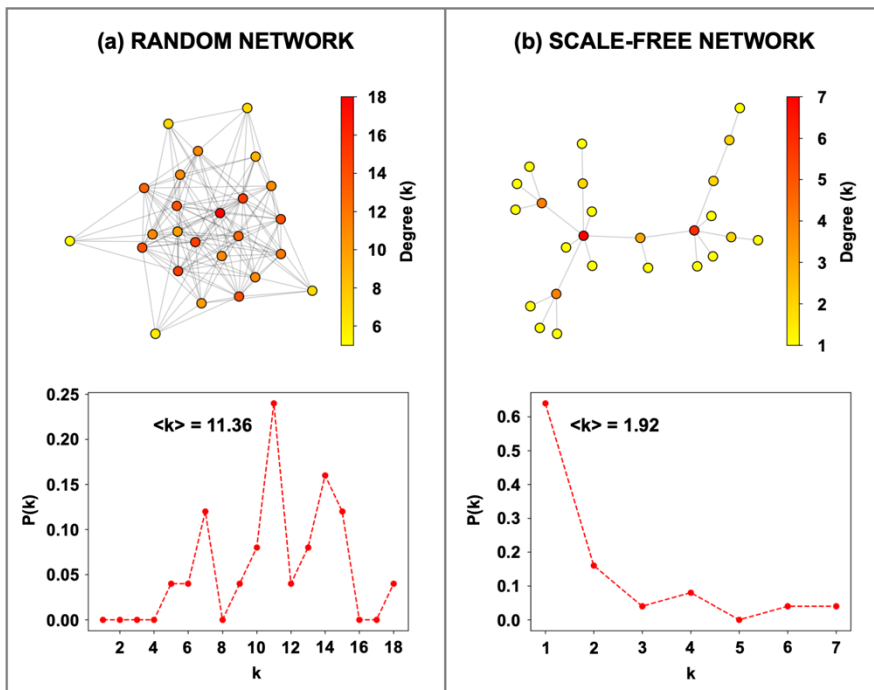 (a) RANDOM NETWORK
18
16
14
12
10
8
6
Degree (k)
0.25
0.20
0.15
0.10
0.05
0.00
P(k)
<k> = 11.36
2 4 6 8 10 12 14 16 18
k
(b) SCALE-FREE NETWORK
7
6
5
4
3
2
1
Degree (k)
0.6
0.5
0.4
0.3
0.2
0.1
0.0
P(k)
<k> = 1.92
1 2 3 4 5 6 7
k